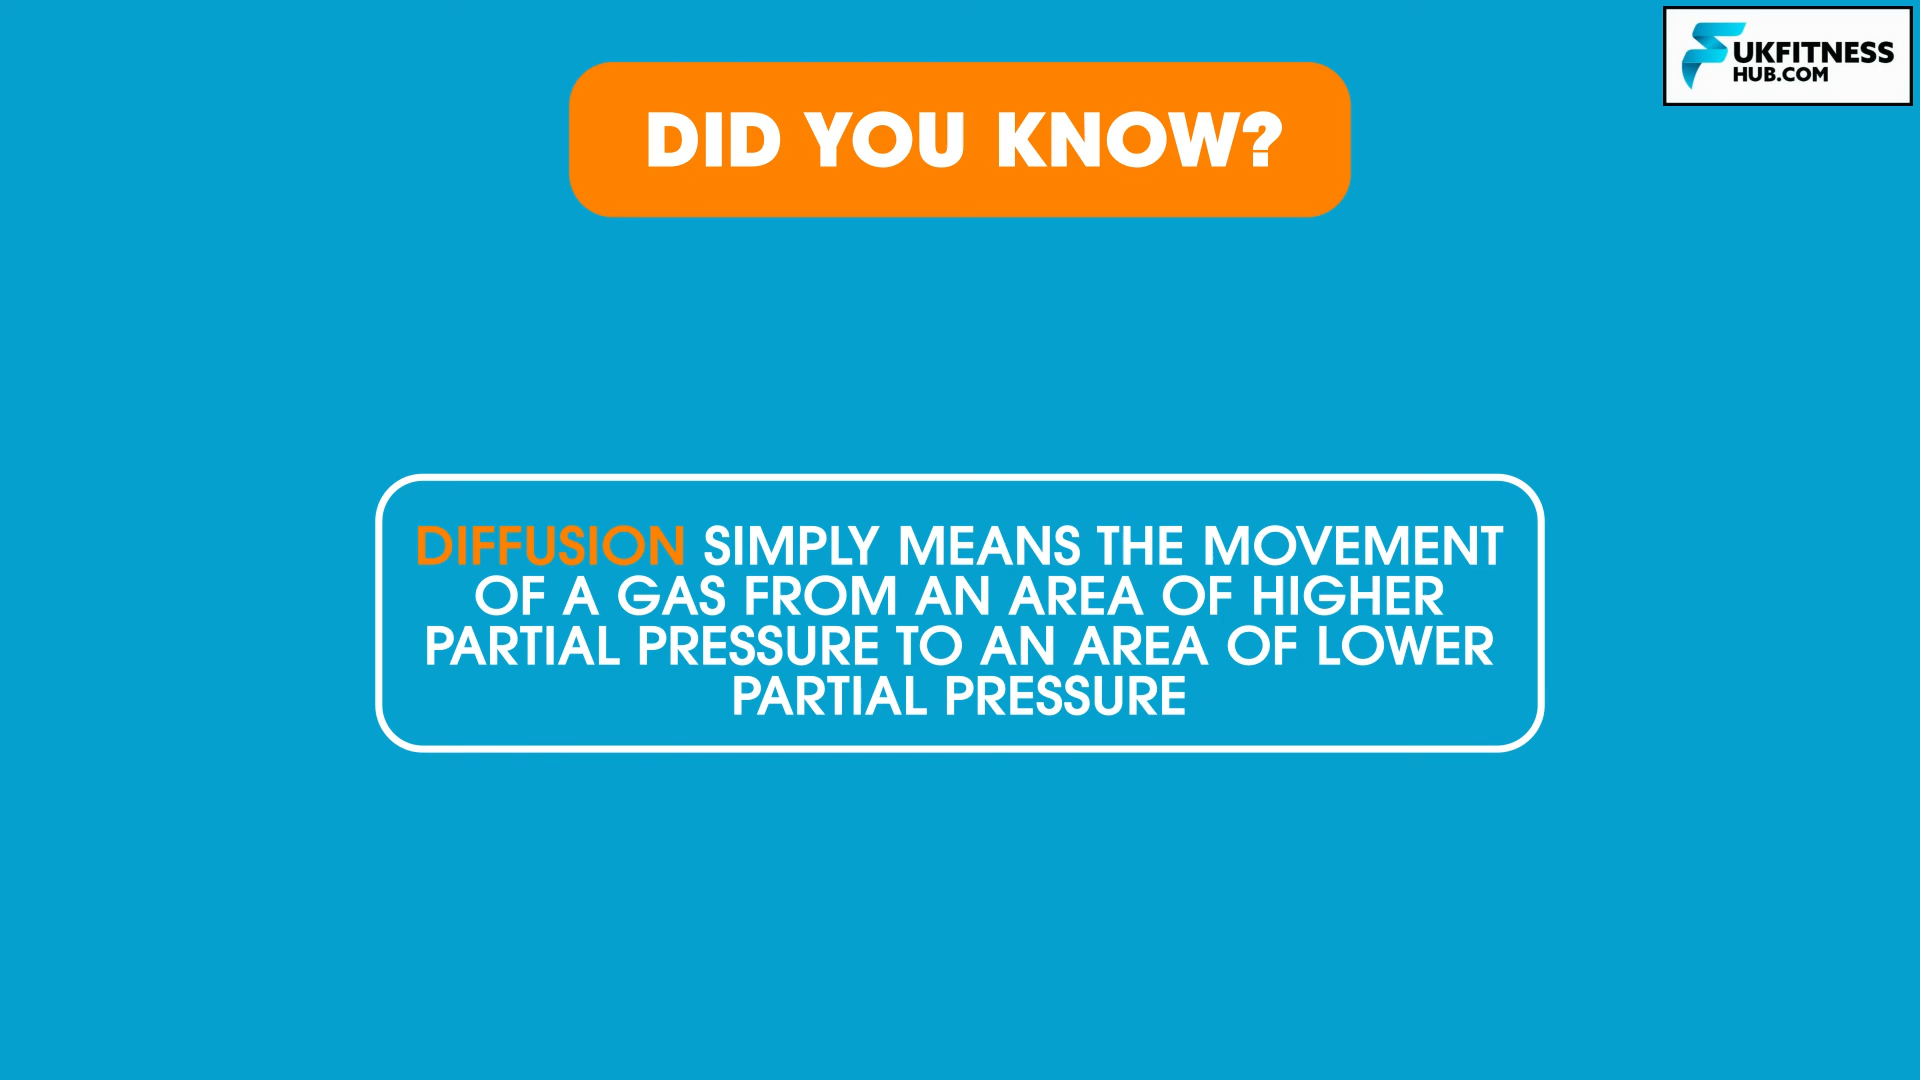 UKFITNESS
HUB.COM
DID YOU KNOW?
DIFFUSION SIMPLY MEANS THE MOVEMENT
OF A GAS FROM AN AREA OF HIGHER
PARTIAL PRESSURE TO AN AREA OF LOWER
PARTIAL PRESSURE